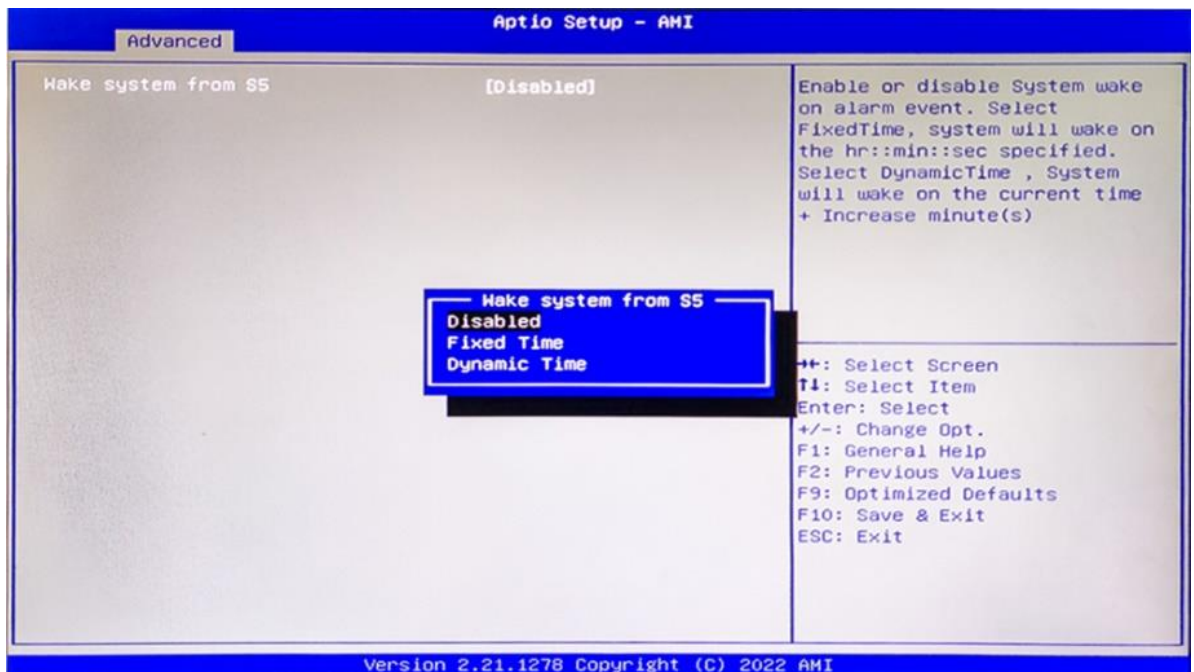 Aptio Setup – AMI
Advanced
Wake system from S5 [Disabled]
Enable or disable System wake
on alarm event. Select
FixedTime, system will wake on
the hr::min::sec specified.
Select DynamicTime , System
will wake on the current time
+ Increase minute(s)
Wake system from S5
Disabled
Fixed Time
Dynamic Time
→←: Select Screen
↑↓: Select Item
Enter: Select
+/-: Change Opt.
F1: General Help
F2: Previous Values
F9: Optimized Defaults
F10: Save & Exit
ESC: Exit
Version 2.21.1278 Copyright (C) 2022 AMI